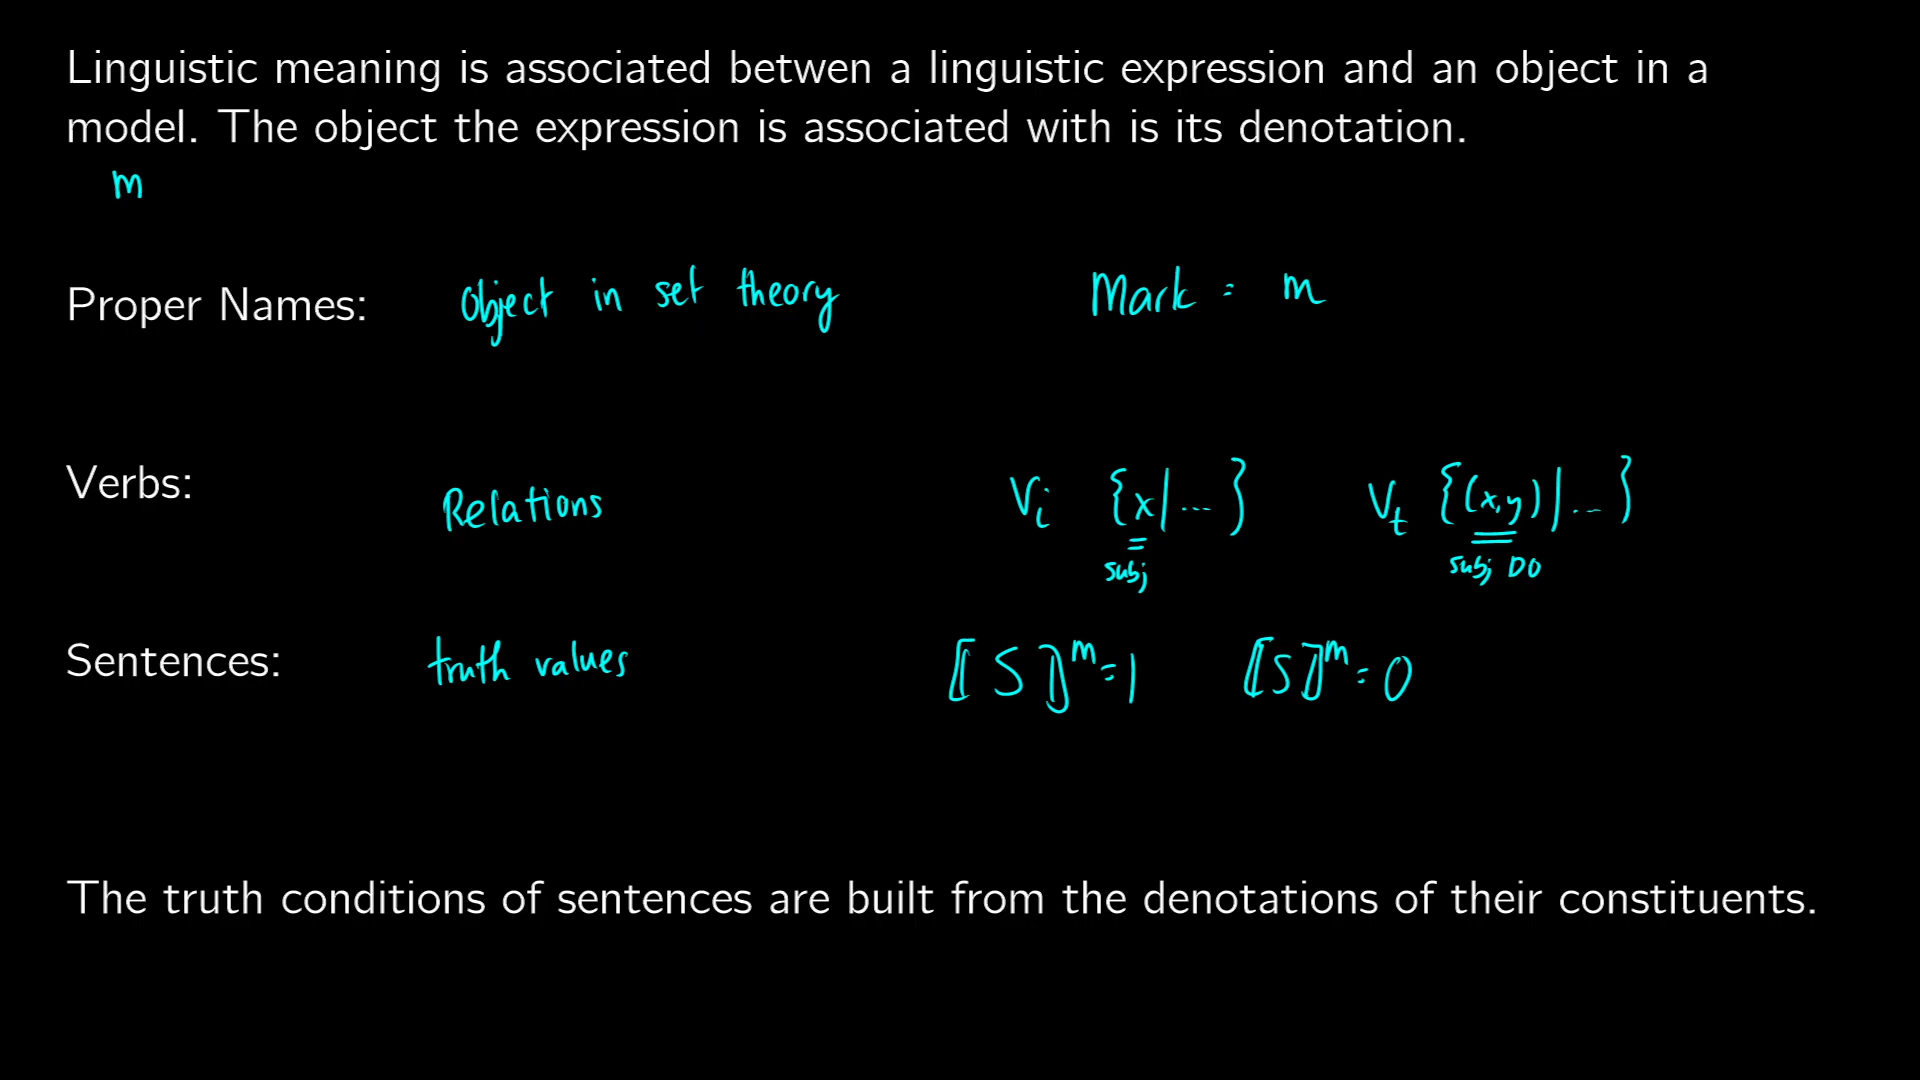 Linguistic meaning is associated betwen a linguistic expression and an object in a
model. The object the expression is associated with is its denotation.
m
Proper Names: Object in set theory Mark = m
Verbs: Relations Vi {x|...} Vt {(x,y)|...}
subj subj DO
Sentences: truth values ⟦S⟧ᵐ=1 ⟦S⟧ᵐ=0
The truth conditions of sentences are built from the denotations of their constituents.